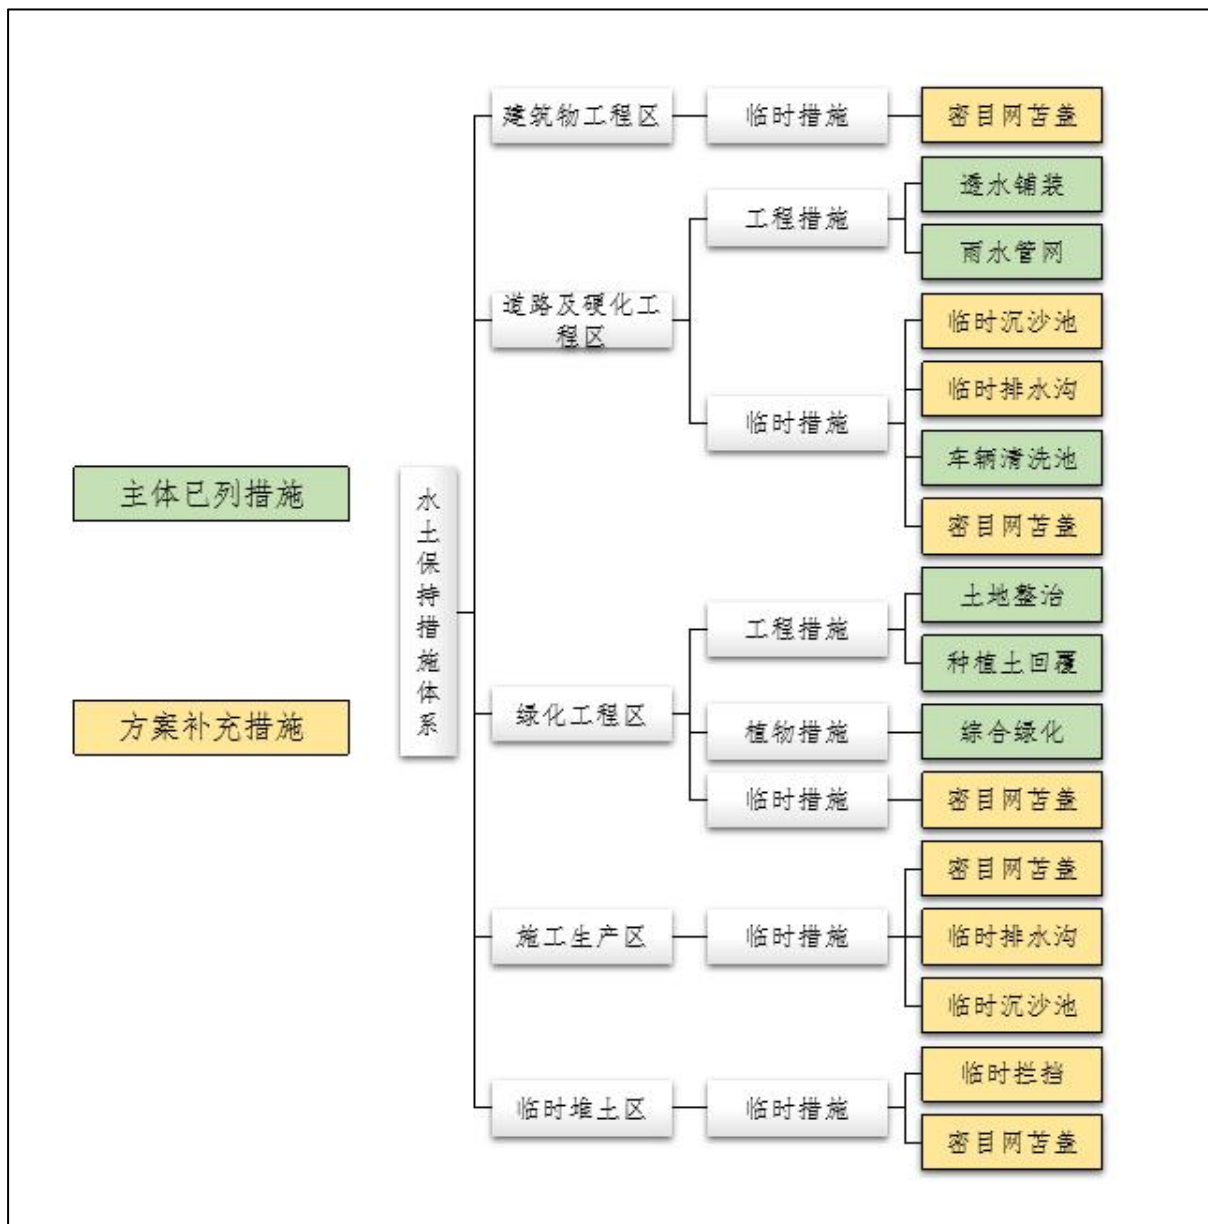 建筑物工程区
临时措施
密目网苫盖
道路及硬化工
程区
工程措施
透水铺装
雨水管网
临时措施
临时沉沙池
临时排水沟
车辆清洗池
密目网苫盖
主体已列措施
方案补充措施
水土保持措施体系
绿化工程区
工程措施
土地整治
种植土回覆
植物措施
综合绿化
临时措施
密目网苫盖
施工生产区
临时措施
密目网苫盖
临时排水沟
临时沉沙池
临时堆土区
临时措施
临时拦挡
密目网苫盖